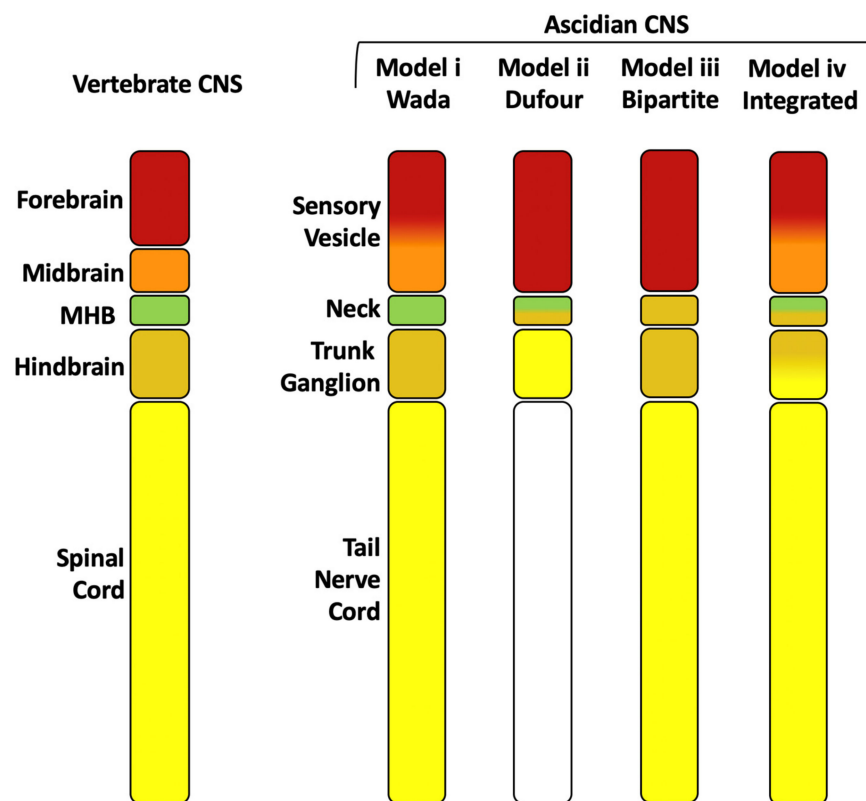 Ascidian CNS
Vertebrate CNS
Model i
Wada
Model ii
Dufour
Model iii
Bipartite
Model iv
Integrated
Forebrain
Midbrain
MHB
Hindbrain
Spinal
Cord
Sensory
Vesicle
Neck
Trunk
Ganglion
Tail
Nerve
Cord